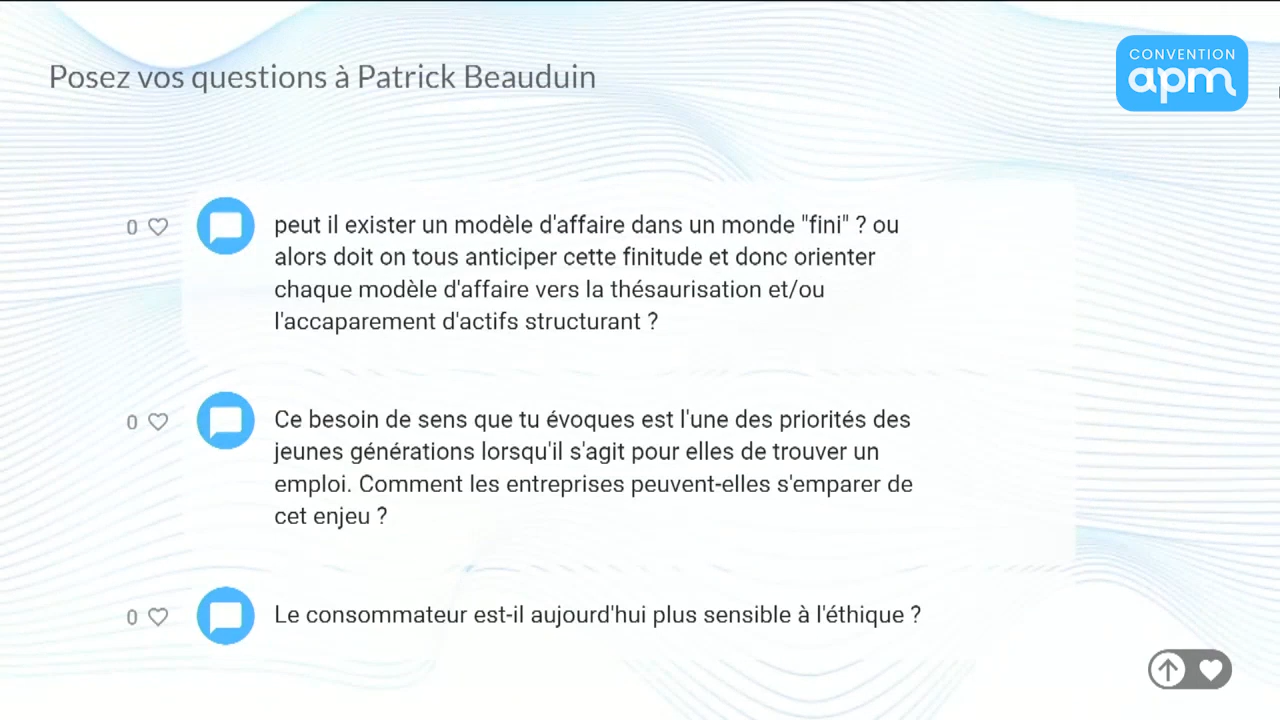 Posez vos questions à Patrick Beauduin
CONVENTION
apm
0
peut il exister un modèle d'affaire dans un monde "fini" ? ou
alors doit on tous anticiper cette finitude et donc orienter
chaque modèle d'affaire vers la thésaurisation et/ou
l'accaparement d'actifs structurant ?
0
Ce besoin de sens que tu évoques est l'une des priorités des
jeunes générations lorsqu'il s'agit pour elles de trouver un
emploi. Comment les entreprises peuvent-elles s'emparer de
cet enjeu ?
0
Le consommateur est-il aujourd'hui plus sensible à l'éthique ?